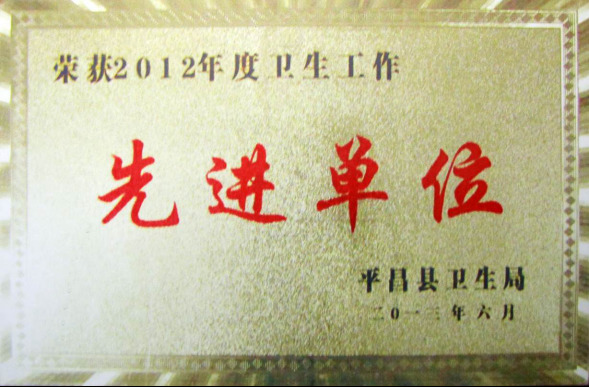 荣获2012年度卫生工作
先进单位
平昌县卫生局
二0一三年六月